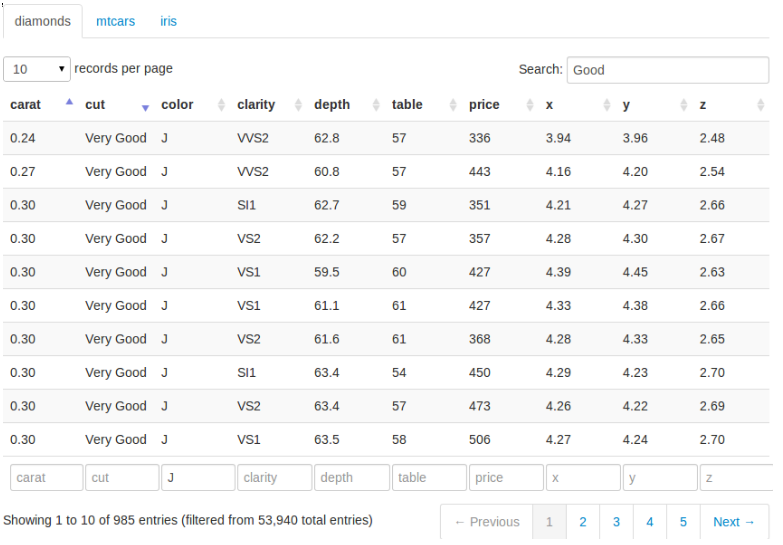 diamonds mtcars iris
10 records per page Search: Good
carat cut color clarity depth table price x y z
0.24 Very Good J VVS2 62.8 57 336 3.94 3.96 2.48
0.27 Very Good J VVS2 60.8 57 443 4.16 4.20 2.54
0.30 Very Good J SI1 62.7 59 351 4.21 4.27 2.66
0.30 Very Good J VS2 62.2 57 357 4.28 4.30 2.67
0.30 Very Good J VS1 59.5 60 427 4.39 4.45 2.63
0.30 Very Good J VS1 61.1 61 427 4.33 4.38 2.66
0.30 Very Good J VS2 61.6 61 368 4.28 4.33 2.65
0.30 Very Good J SI1 63.4 54 450 4.29 4.23 2.70
0.30 Very Good J VS2 63.4 57 473 4.26 4.22 2.69
0.30 Very Good J VS1 63.5 58 506 4.27 4.24 2.70
carat cut J clarity depth table price x y z
Showing 1 to 10 of 985 entries (filtered from 53,940 total entries) ← Previous 1 2 3 4 5 Next →